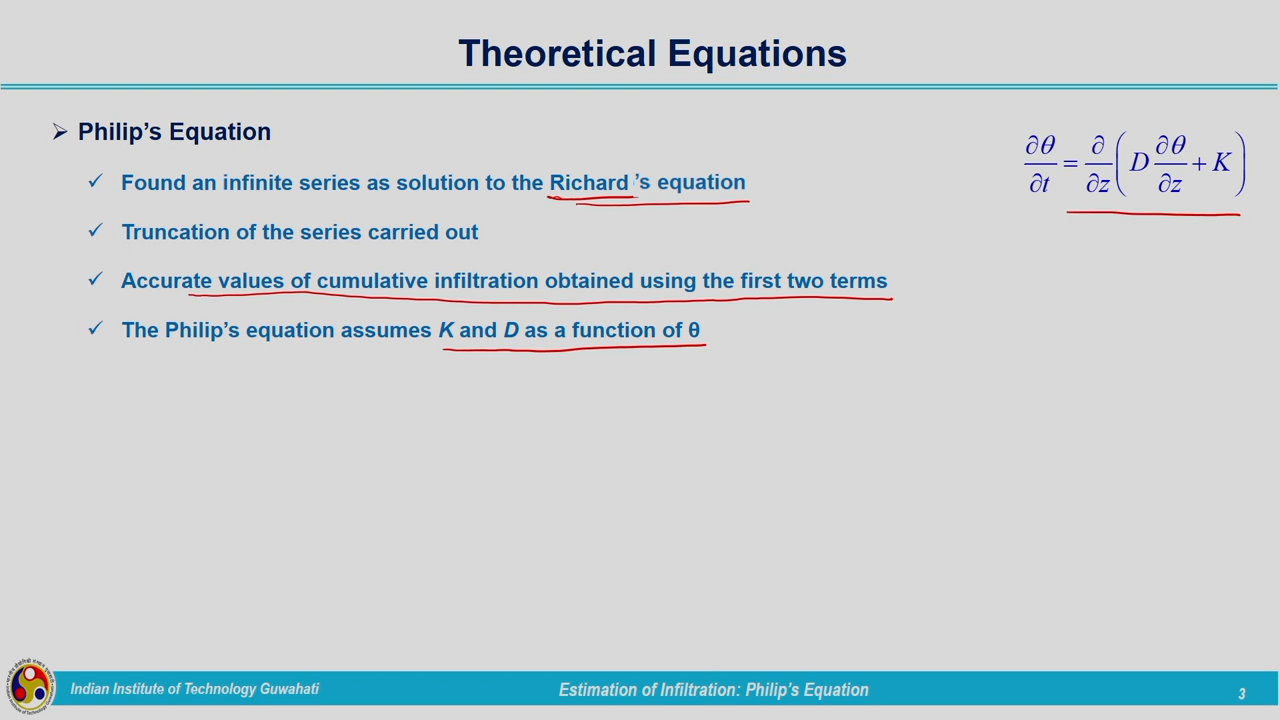 Theoretical Equations
➢ Philip's Equation
∂θ/∂t = ∂/∂z (D ∂θ/∂z + K)
✓ Found an infinite series as solution to the Richard 's equation
✓ Truncation of the series carried out
✓ Accurate values of cumulative infiltration obtained using the first two terms
✓ The Philip's equation assumes K and D as a function of θ
Indian Institute of Technology Guwahati
Estimation of Infiltration: Philip's Equation
3